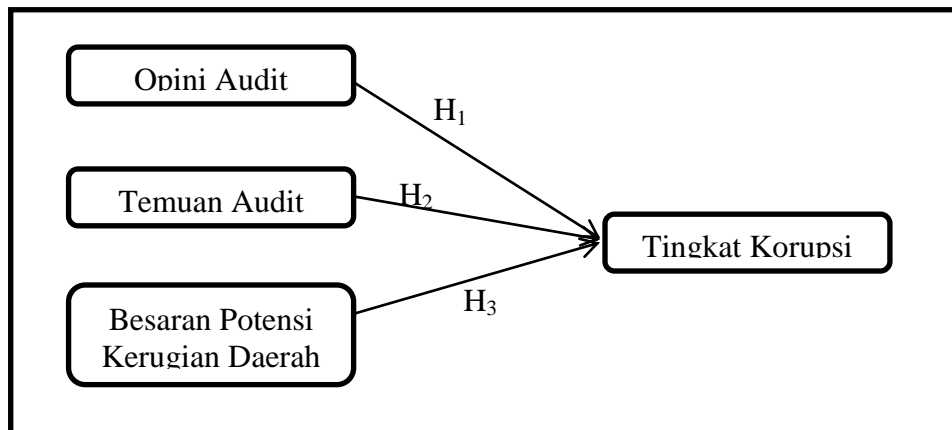 Opini Audit
H₁
Temuan Audit
H₂
Tingkat Korupsi
H₃
Besaran Potensi
Kerugian Daerah